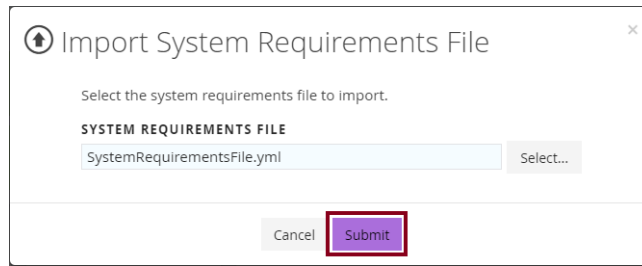 Import System Requirements File
×
Select the system requirements file to import.
SYSTEM REQUIREMENTS FILE
SystemRequirementsFile.yml
Select...
Cancel
Submit